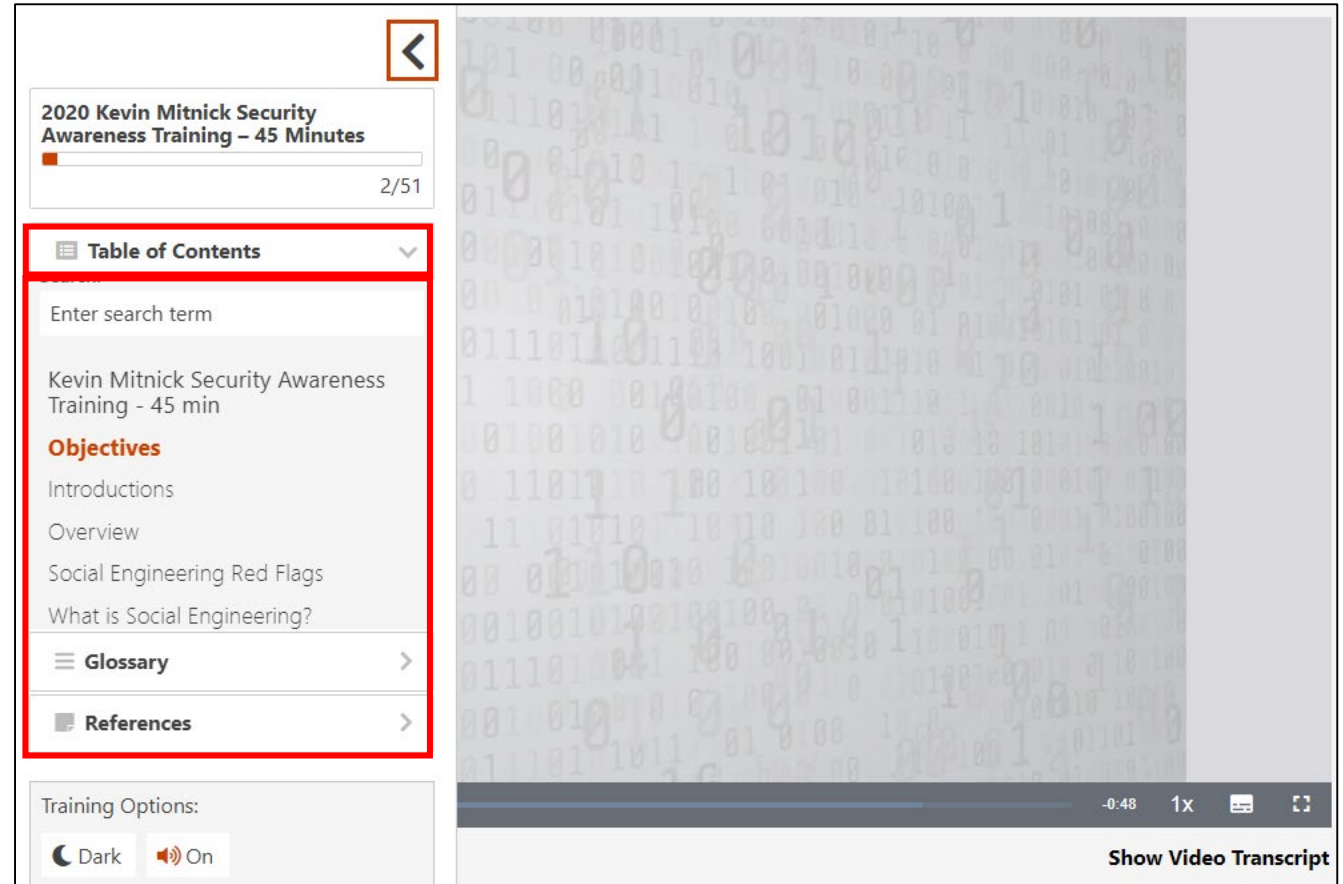 2020 Kevin Mitnick Security
Awareness Training – 45 Minutes
2/51
Table of Contents
Enter search term
Kevin Mitnick Security Awareness
Training - 45 min
Objectives
Introductions
Overview
Social Engineering Red Flags
What is Social Engineering?
Glossary
References
Training Options:
Dark
On
-0:48 1x
Show Video Transcript